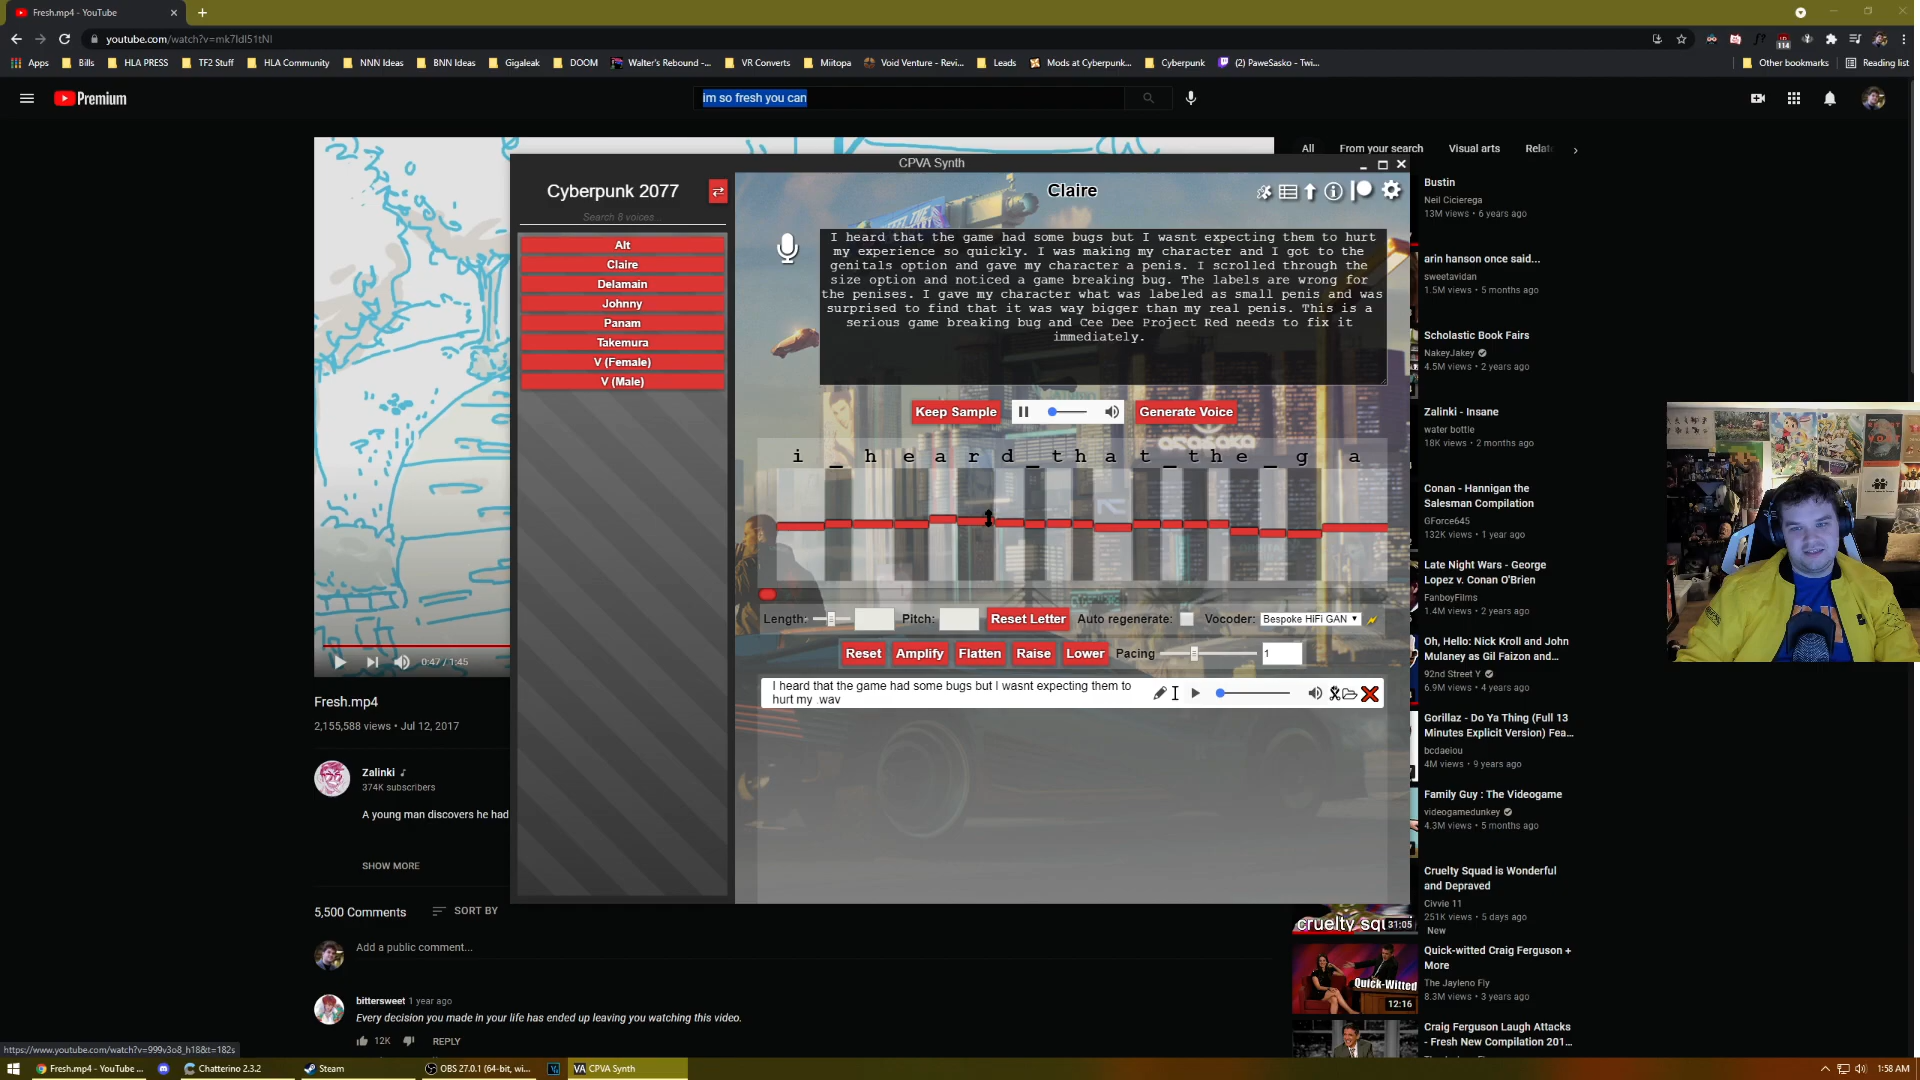 Fresh.mp4 - YouTube
youtube.com/watch?v=mk7ldI51tNI
114
Apps
Bills
HLA PRESS
TF2 Stuff
HLA Community
NNN Ideas
BNN Ideas
Gigaleak
DOOM
Walter's Rebound -...
VR Converts
Miitopa
Void Venture - Revi...
Leads
Mods at Cyberpunk...
Cyberpunk
(2) PaweSasko - Twi...
Other bookmarks
Reading list
Premium
im so fresh you can
CPVA Synth
Cyberpunk 2077
Search 8 voices...
Alt
Claire
Delamain
Johnny
Panam
Takemura
V (Female)
V (Male)
Claire
I heard that the game had some bugs but I wasnt expecting them to hurt
my experience so quickly. I was making my character and I got to the
genitals option and gave my character a penis. I scrolled through the
size option and noticed a game breaking bug. The labels are wrong for
the penises. I gave my character what was labeled as small penis and was
surprised to find that it was way bigger than my real penis. This is a
serious game breaking bug and Cee Dee Project Red needs to fix it
immediately.
Keep Sample
Generate Voice
i _ h e a r d _ t h a t _ t h e _ g a
Length:
Pitch:
Reset Letter
Auto regenerate:
Vocoder:
Bespoke HiFi GAN
Reset
Amplify
Flatten
Raise
Lower
Pacing
1
I heard that the game had some bugs but I wasnt expecting them to
hurt my .wav
0:47 / 1:45
Fresh.mp4
2,155,588 views • Jul 12, 2017
Zalinki
374K subscribers
A young man discovers he had
SHOW MORE
5,500 Comments
SORT BY
Add a public comment...
bittersweet 1 year ago
Every decision you made in your life has ended up leaving you watching this video.
12K
REPLY
All
From your search
Visual arts
Relat
Bustin
Neil Cicierega
13M views • 6 years ago
arin hanson once said...
sweetavidan
1.5M views • 5 months ago
Scholastic Book Fairs
NakeyJakey
4.5M views • 2 years ago
Zalinki - Insane
water bottle
18K views • 2 months ago
Conan - Hannigan the
Salesman Compilation
GForce645
132K views • 1 year ago
Late Night Wars - George
Lopez v. Conan O'Brien
FanboyFilms
1.4M views • 2 years ago
Oh, Hello: Nick Kroll and John
Mulaney as Gil Faizon and...
92nd Street Y
6.9M views • 4 years ago
Gorillaz - Do Ya Thing (Full 13
Minutes Explicit Version) Fea...
bcdaeiou
4M views • 9 years ago
Family Guy : The Videogame
videogamedunkey
4.3M views • 5 months ago
Cruelty Squad is Wonderful
and Depraved
Civvie 11
251K views • 5 days ago
New
cruelty squ
31:05
Quick-witted Craig Ferguson +
More
The Jayleno Fly
8.3M views • 3 years ago
Quick-Witted
12:16
Craig Ferguson Laugh Attacks
- Fresh New Compilation 201...
https://www.youtube.com/watch?v=999v3o8_h18&t=182s
Fresh.mp4 - YouTube ...
Chatterino 2.3.2
Steam
OBS 27.0.1 (64-bit, wi...
VA CPVA Synth
1:58 AM